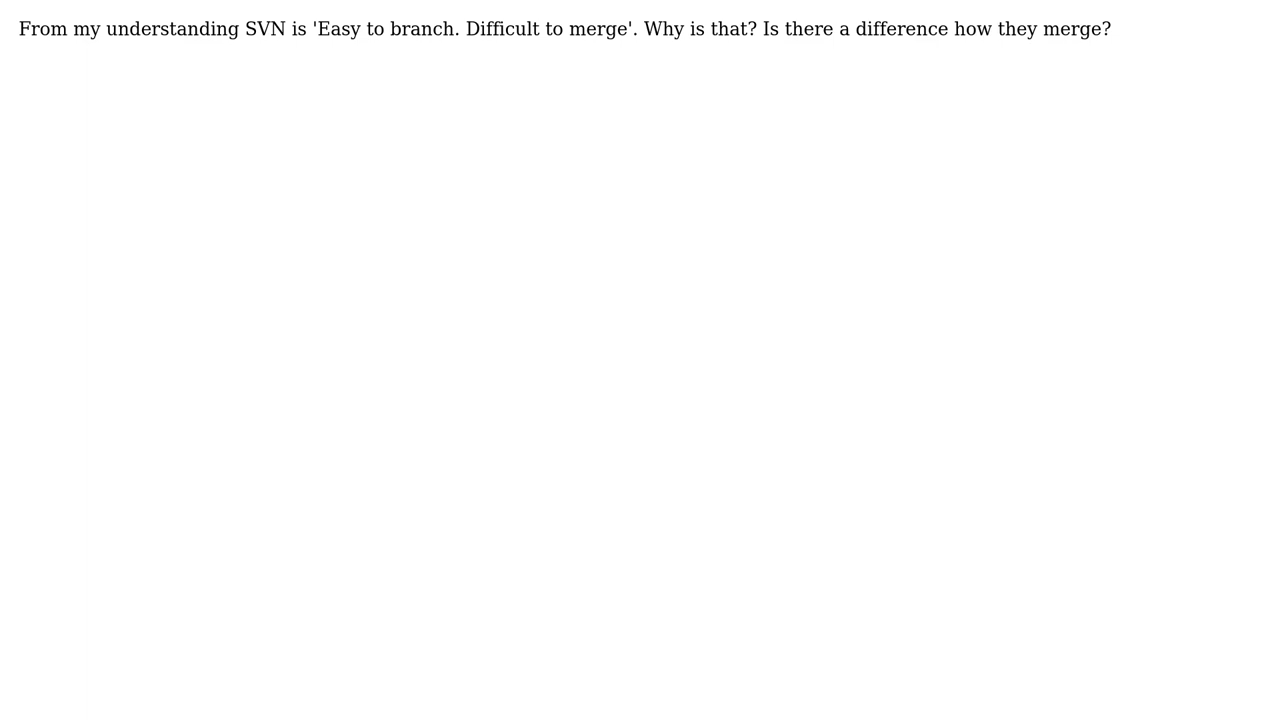 From my understanding SVN is 'Easy to branch. Difficult to merge'. Why is that? Is there a difference how they merge?